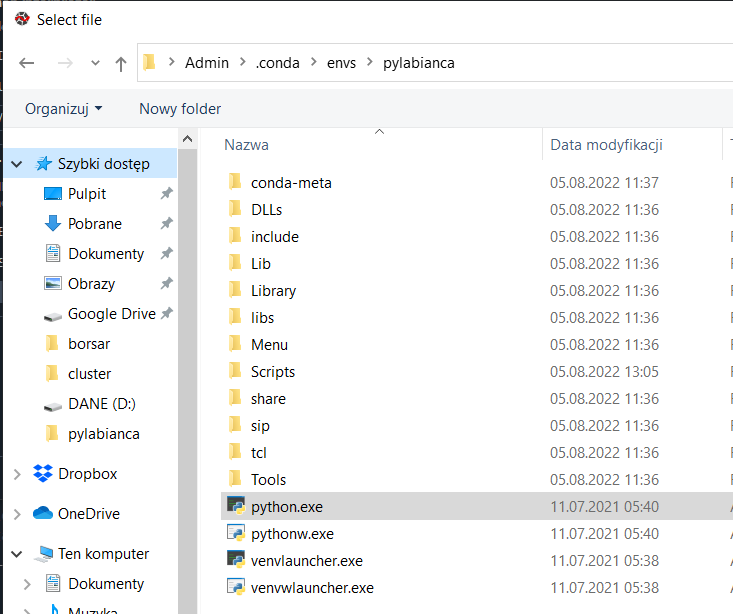 Select file
Admin > .conda > envs > pylabianca
Organizuj New folder
Nazwa Data modyfikacji
Szybki dostęp
Pulpit
Pobrane
Dokumenty
Obrazy
Google Drive
borsar
cluster
DANE (D:)
pylabianca
Dropbox
OneDrive
Ten komputer
Dokumenty
Muzyka
conda-meta 05.08.2022 11:37
DLLs 05.08.2022 11:36
include 05.08.2022 11:36
Lib 05.08.2022 11:36
Library 05.08.2022 11:36
libs 05.08.2022 11:36
Menu 05.08.2022 11:36
Scripts 05.08.2022 13:05
share 05.08.2022 11:36
sip 05.08.2022 11:36
tcl 05.08.2022 11:36
Tools 05.08.2022 11:36
python.exe 11.07.2021 05:40
pythonw.exe 11.07.2021 05:40
venvlauncher.exe 11.07.2021 05:38
venvwlauncher.exe 11.07.2021 05:38